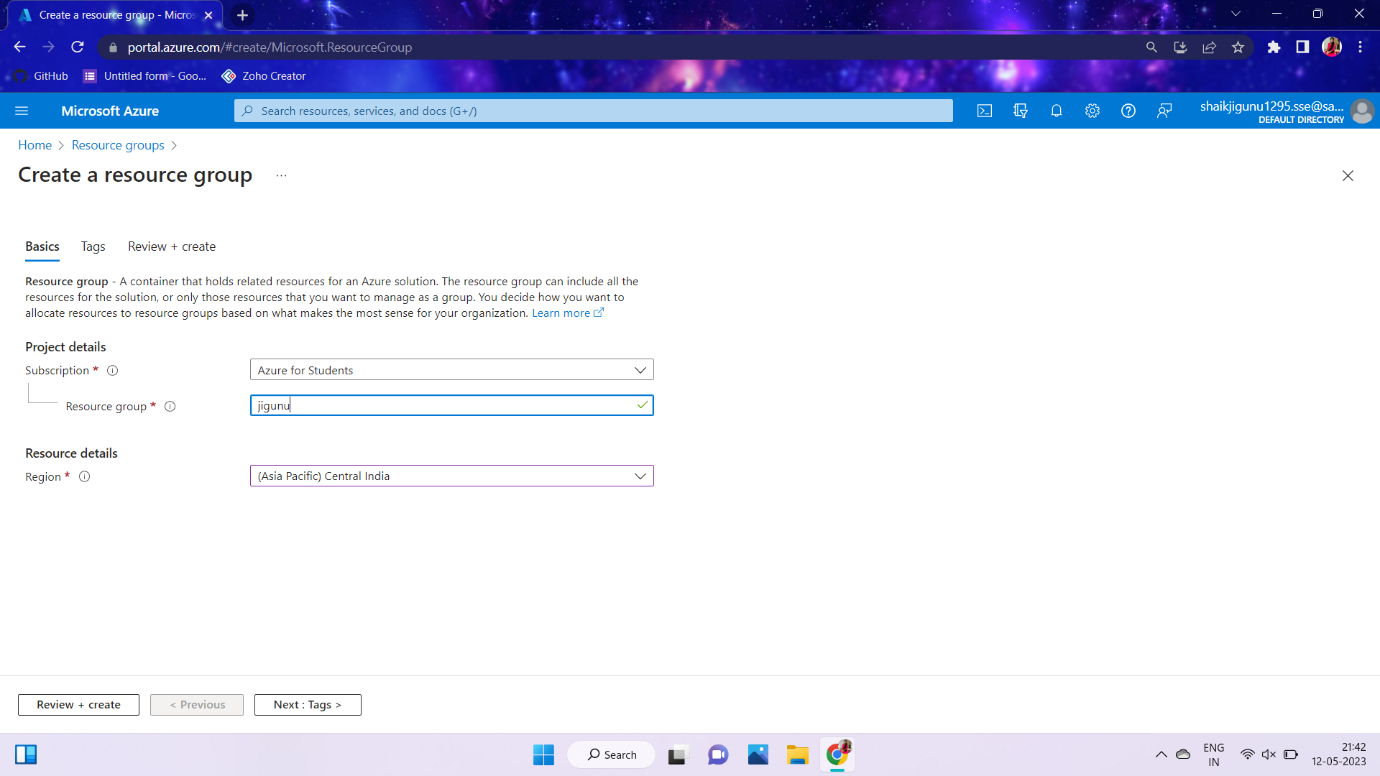 Create a resource group - Micros
portal.azure.com/#create/Microsoft.ResourceGroup
GitHub
Untitled form - Goo...
Zoho Creator
Microsoft Azure
Search resources, services, and docs (G+/)
shaikjigunu1295.sse@sa...
DEFAULT DIRECTORY
Home > Resource groups >
Create a resource group ...
Basics
Tags
Review + create
Resource group - A container that holds related resources for an Azure solution. The resource group can include all the
resources for the solution, or only those resources that you want to manage as a group. You decide how you want to
allocate resources to resource groups based on what makes the most sense for your organization. Learn more
Project details
Subscription *
Azure for Students
Resource group *
jigunu
Resource details
Region *
(Asia Pacific) Central India
Review + create
< Previous
Next : Tags >
Search
ENG
IN
21:42
12-05-2023